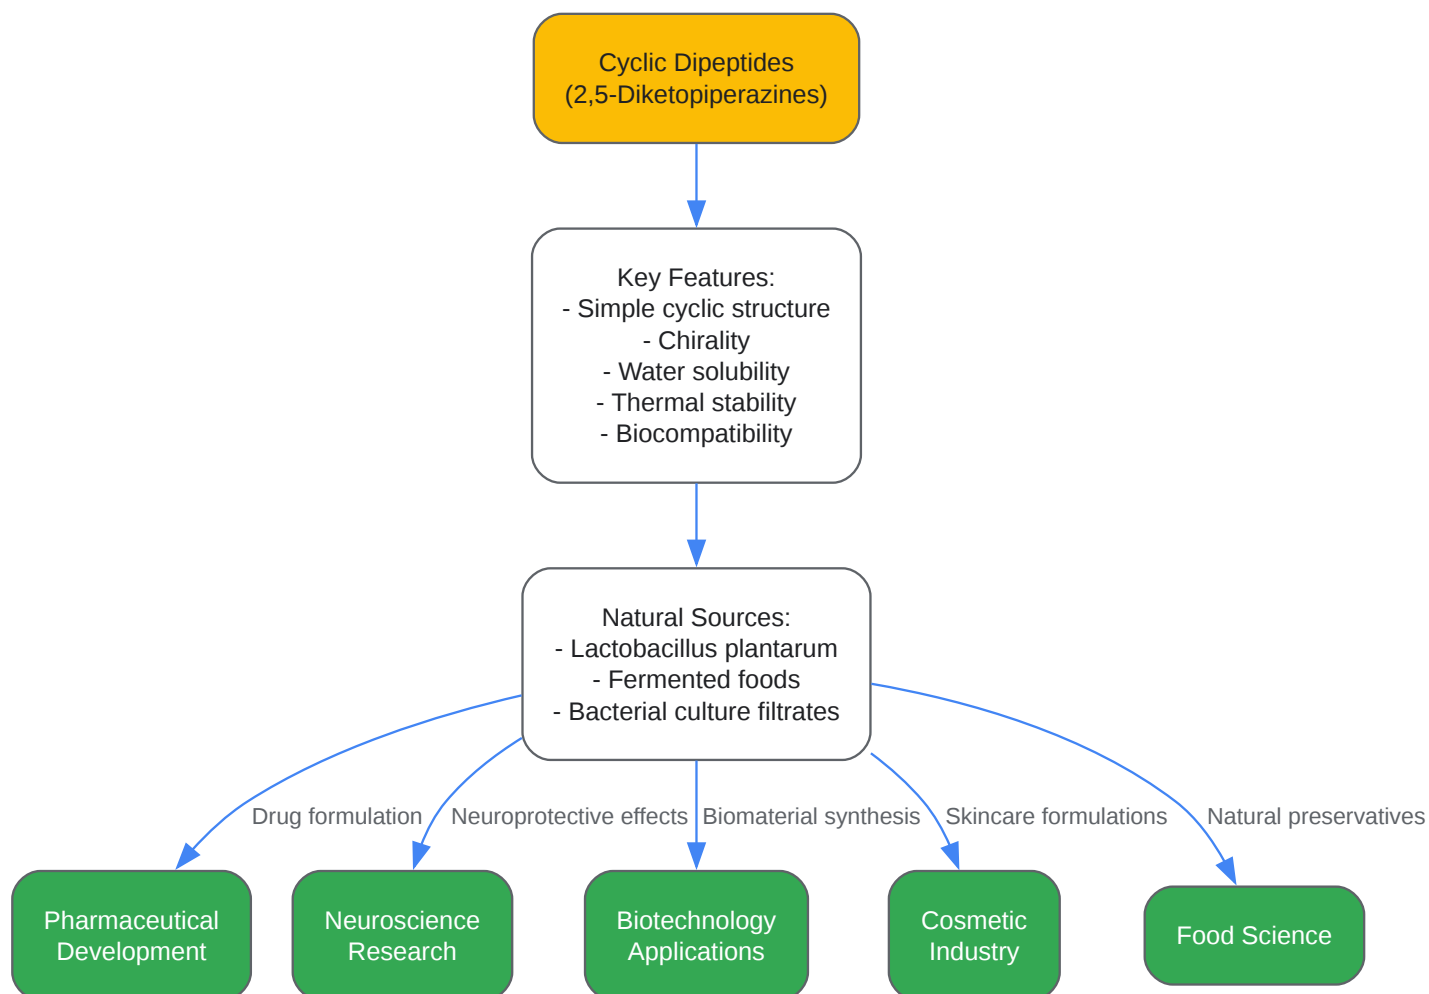 Cyclic Dipeptides
(2,5-Diketopiperazines)
Key Features:
- Simple cyclic structure
- Chirality
- Water solubility
- Thermal stability
- Biocompatibility
Natural Sources:
- Lactobacillus plantarum
- Fermented foods
- Bacterial culture filtrates
Drug formulation
Neuroprotective effects
Biomaterial synthesis
Skincare formulations
Natural preservatives
Pharmaceutical
Development
Neuroscience
Research
Biotechnology
Applications
Cosmetic
Industry
Food Science